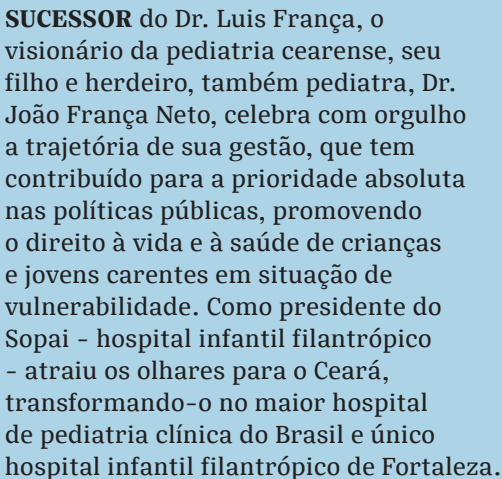 SUCESSOR do Dr. Luis França, o
visionário da pediatria cearense, seu
filho e herdeiro, também pediatra, Dr.
João França Neto, celebra com orgulho
a trajetória de sua gestão, que tem
contribuído para a prioridade absoluta
nas políticas públicas, promovendo
o direito à vida e à saúde de crianças
e jovens carentes em situação de
vulnerabilidade. Como presidente do
Sopai - hospital infantil filantrópico
- atraiu os olhares para o Ceará,
transformando-o no maior hospital
de pediatria clínica do Brasil e único
hospital infantil filantrópico de Fortaleza.